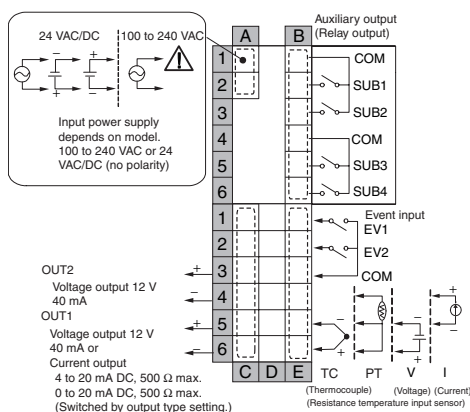 24 VAC/DC
100 to 240 VAC
− +
+ −
Input power supply
depends on model.
100 to 240 VAC or 24
VAC/DC (no polarity)
A B
1
2
3
4
5
6
1
2
3
4
5
6
C D E
Auxiliary output
(Relay output)
COM
SUB1
SUB2
COM
SUB3
SUB4
Event input
EV1
EV2
COM
OUT2
Voltage output 12 V
40 mA
+
−
OUT1
Voltage output 12 V
40 mA or
Current output
4 to 20 mA DC, 500 Ω max.
0 to 20 mA DC, 500 Ω max.
(Switched by output type setting.)
+
−
−
+
−
+
+
−
TC PT V I
(Thermocouple) (Voltage) (Current)
(Resistance temperature input sensor)